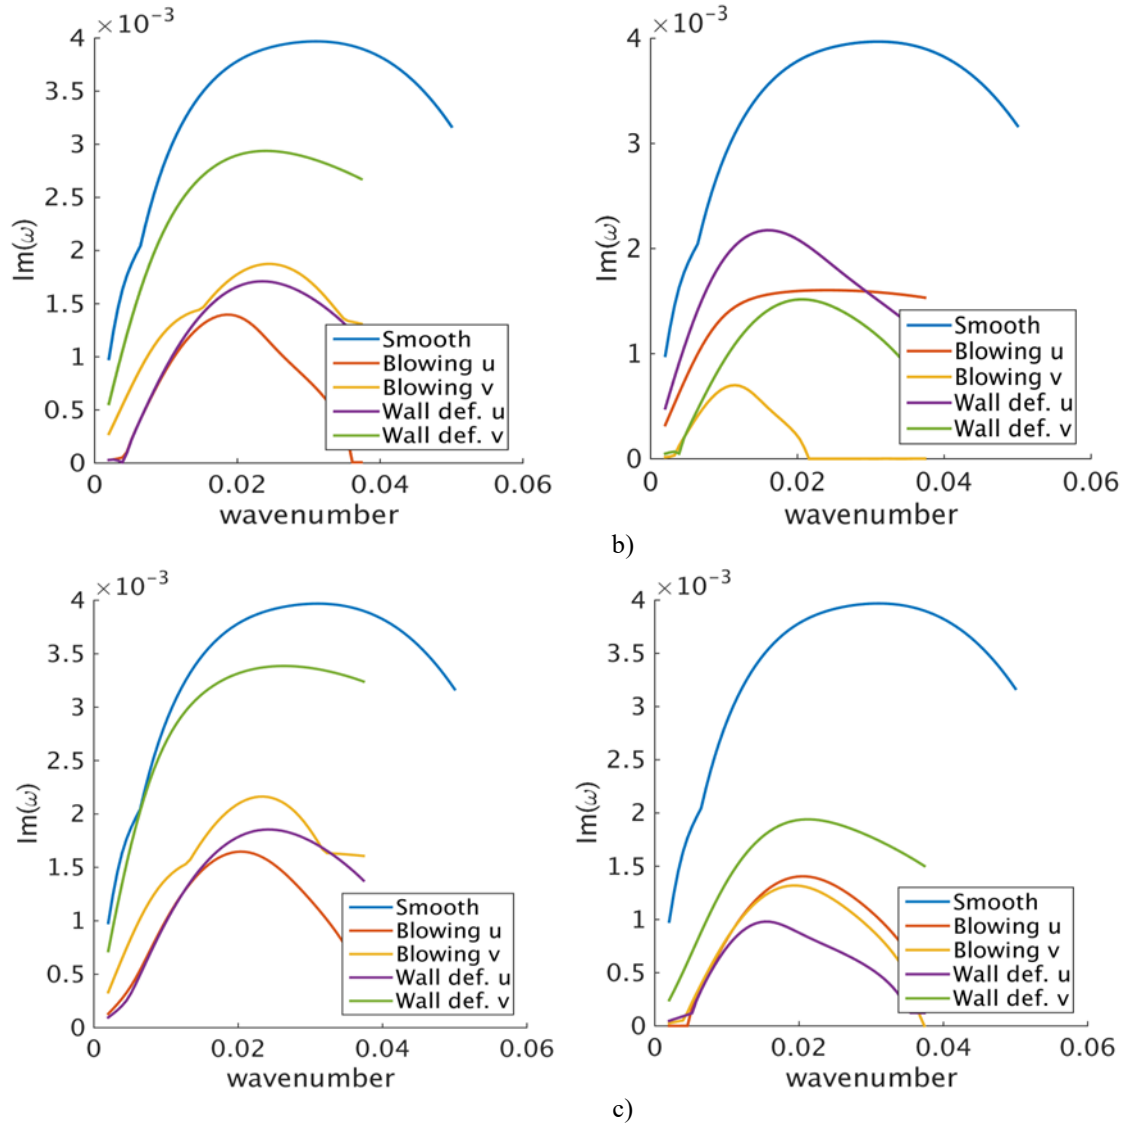 ×10⁻³
4
3.5
3
2.5
2
1.5
1
0.5
0
Im(ω)
0
0.02
0.04
0.06
wavenumber
Smooth
Blowing u
Blowing v
Wall def. u
Wall def. v
×10⁻³
4
3
2
1
0
Im(ω)
0
0.02
0.04
0.06
wavenumber
Smooth
Blowing u
Blowing v
Wall def. u
Wall def. v
b)
×10⁻³
4
3.5
3
2.5
2
1.5
1
0.5
0
Im(ω)
0
0.02
0.04
0.06
wavenumber
Smooth
Blowing u
Blowing v
Wall def. u
Wall def. v
×10⁻³
4
3.5
3
2.5
2
1.5
1
0.5
0
Im(ω)
0
0.02
0.04
0.06
wavenumber
Smooth
Blowing u
Blowing v
Wall def. u
Wall def. v
c)